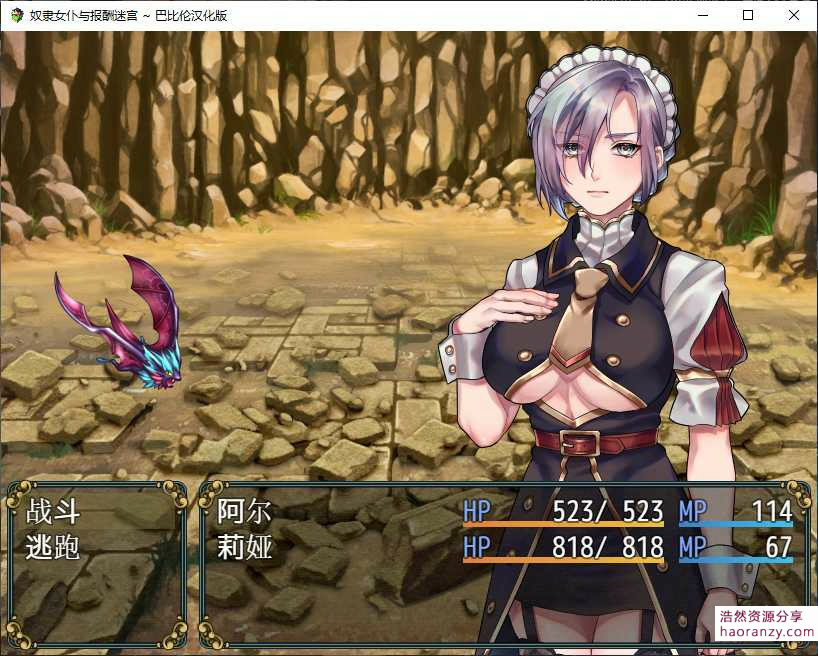 奴隶女仆与报酬迷宫 ~ 巴比伦汉化版
战斗
逃跑
阿尔 HP 523/ 523 MP 114
莉娅 HP 818/ 818 MP 67
浩然资源分享
haoranzy.com